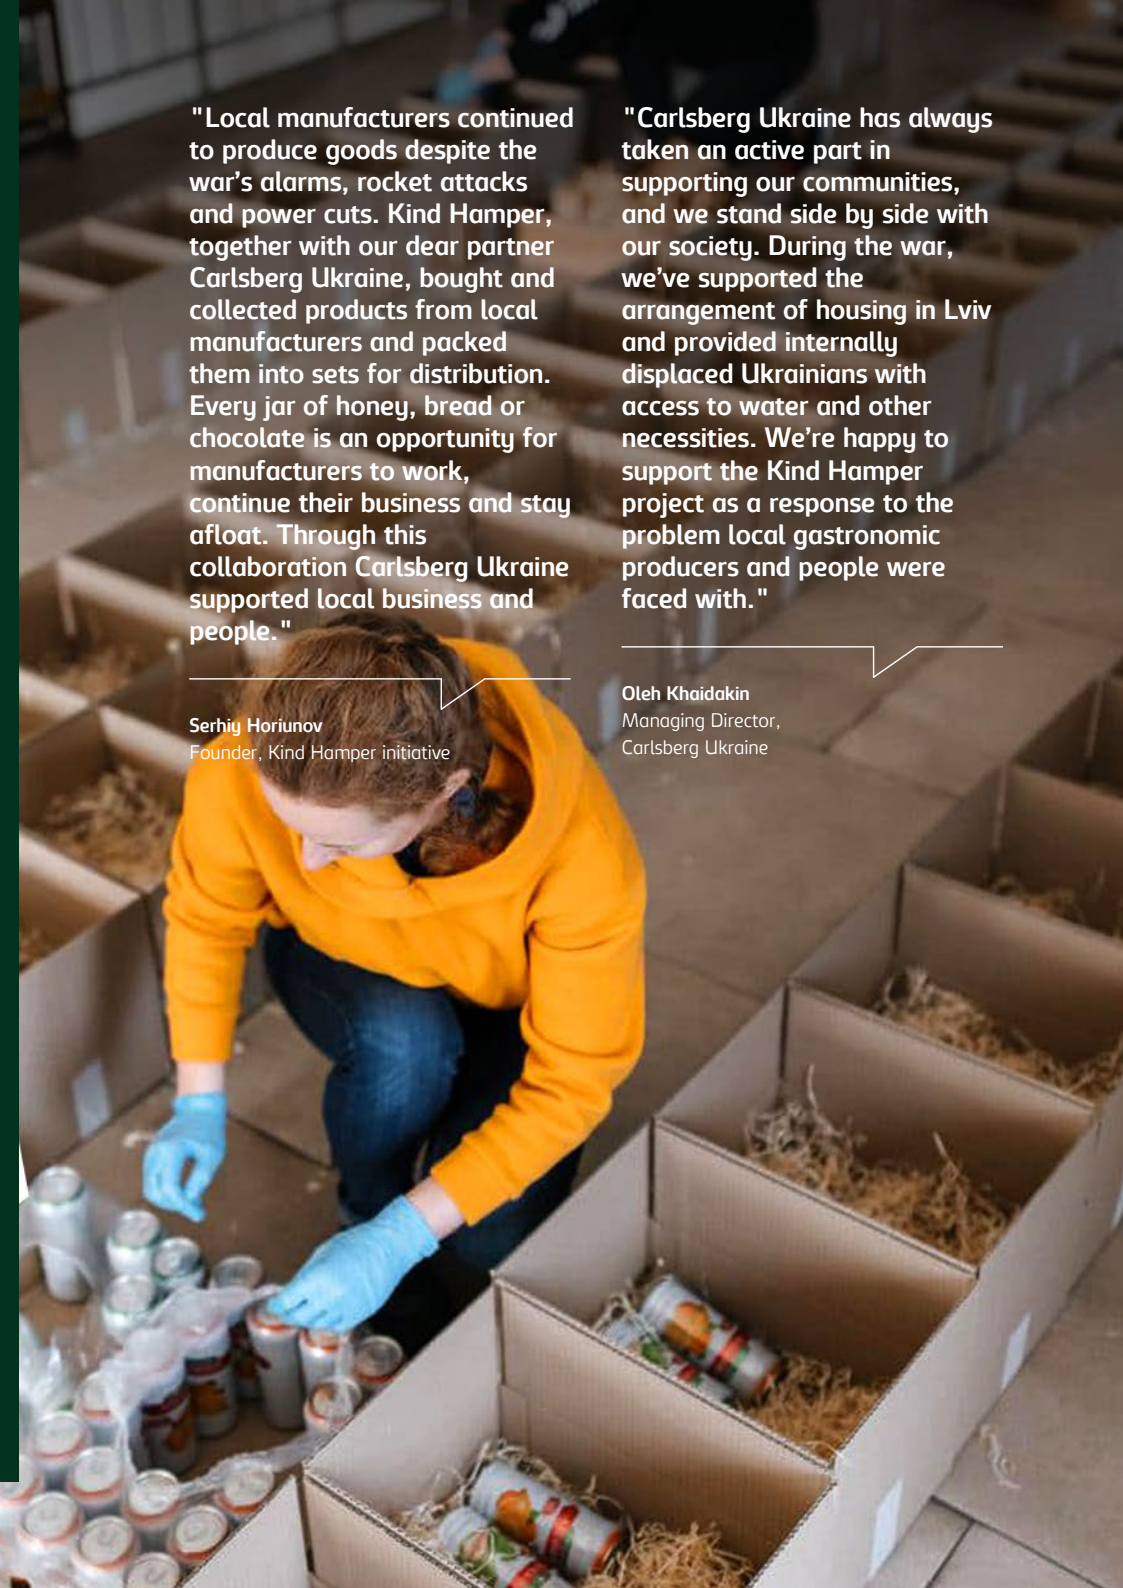 "Local manufacturers continued
to produce goods despite the
war's alarms, rocket attacks
and power cuts. Kind Hamper,
together with our dear partner
Carlsberg Ukraine, bought and
collected products from local
manufacturers and packed
them into sets for distribution.
Every jar of honey, bread or
chocolate is an opportunity for
manufacturers to work,
continue their business and stay
afloat. Through this
collaboration Carlsberg Ukraine
supported local business and
people."
Serhiy Horiunov
Founder, Kind Hamper initiative
"Carlsberg Ukraine has always
taken an active part in
supporting our communities,
and we stand side by side with
our society. During the war,
we've supported the
arrangement of housing in Lviv
and provided internally
displaced Ukrainians with
access to water and other
necessities. We're happy to
support the Kind Hamper
project as a response to the
problem local gastronomic
producers and people were
faced with."
Oleh Khaidakin
Managing Director,
Carlsberg Ukraine